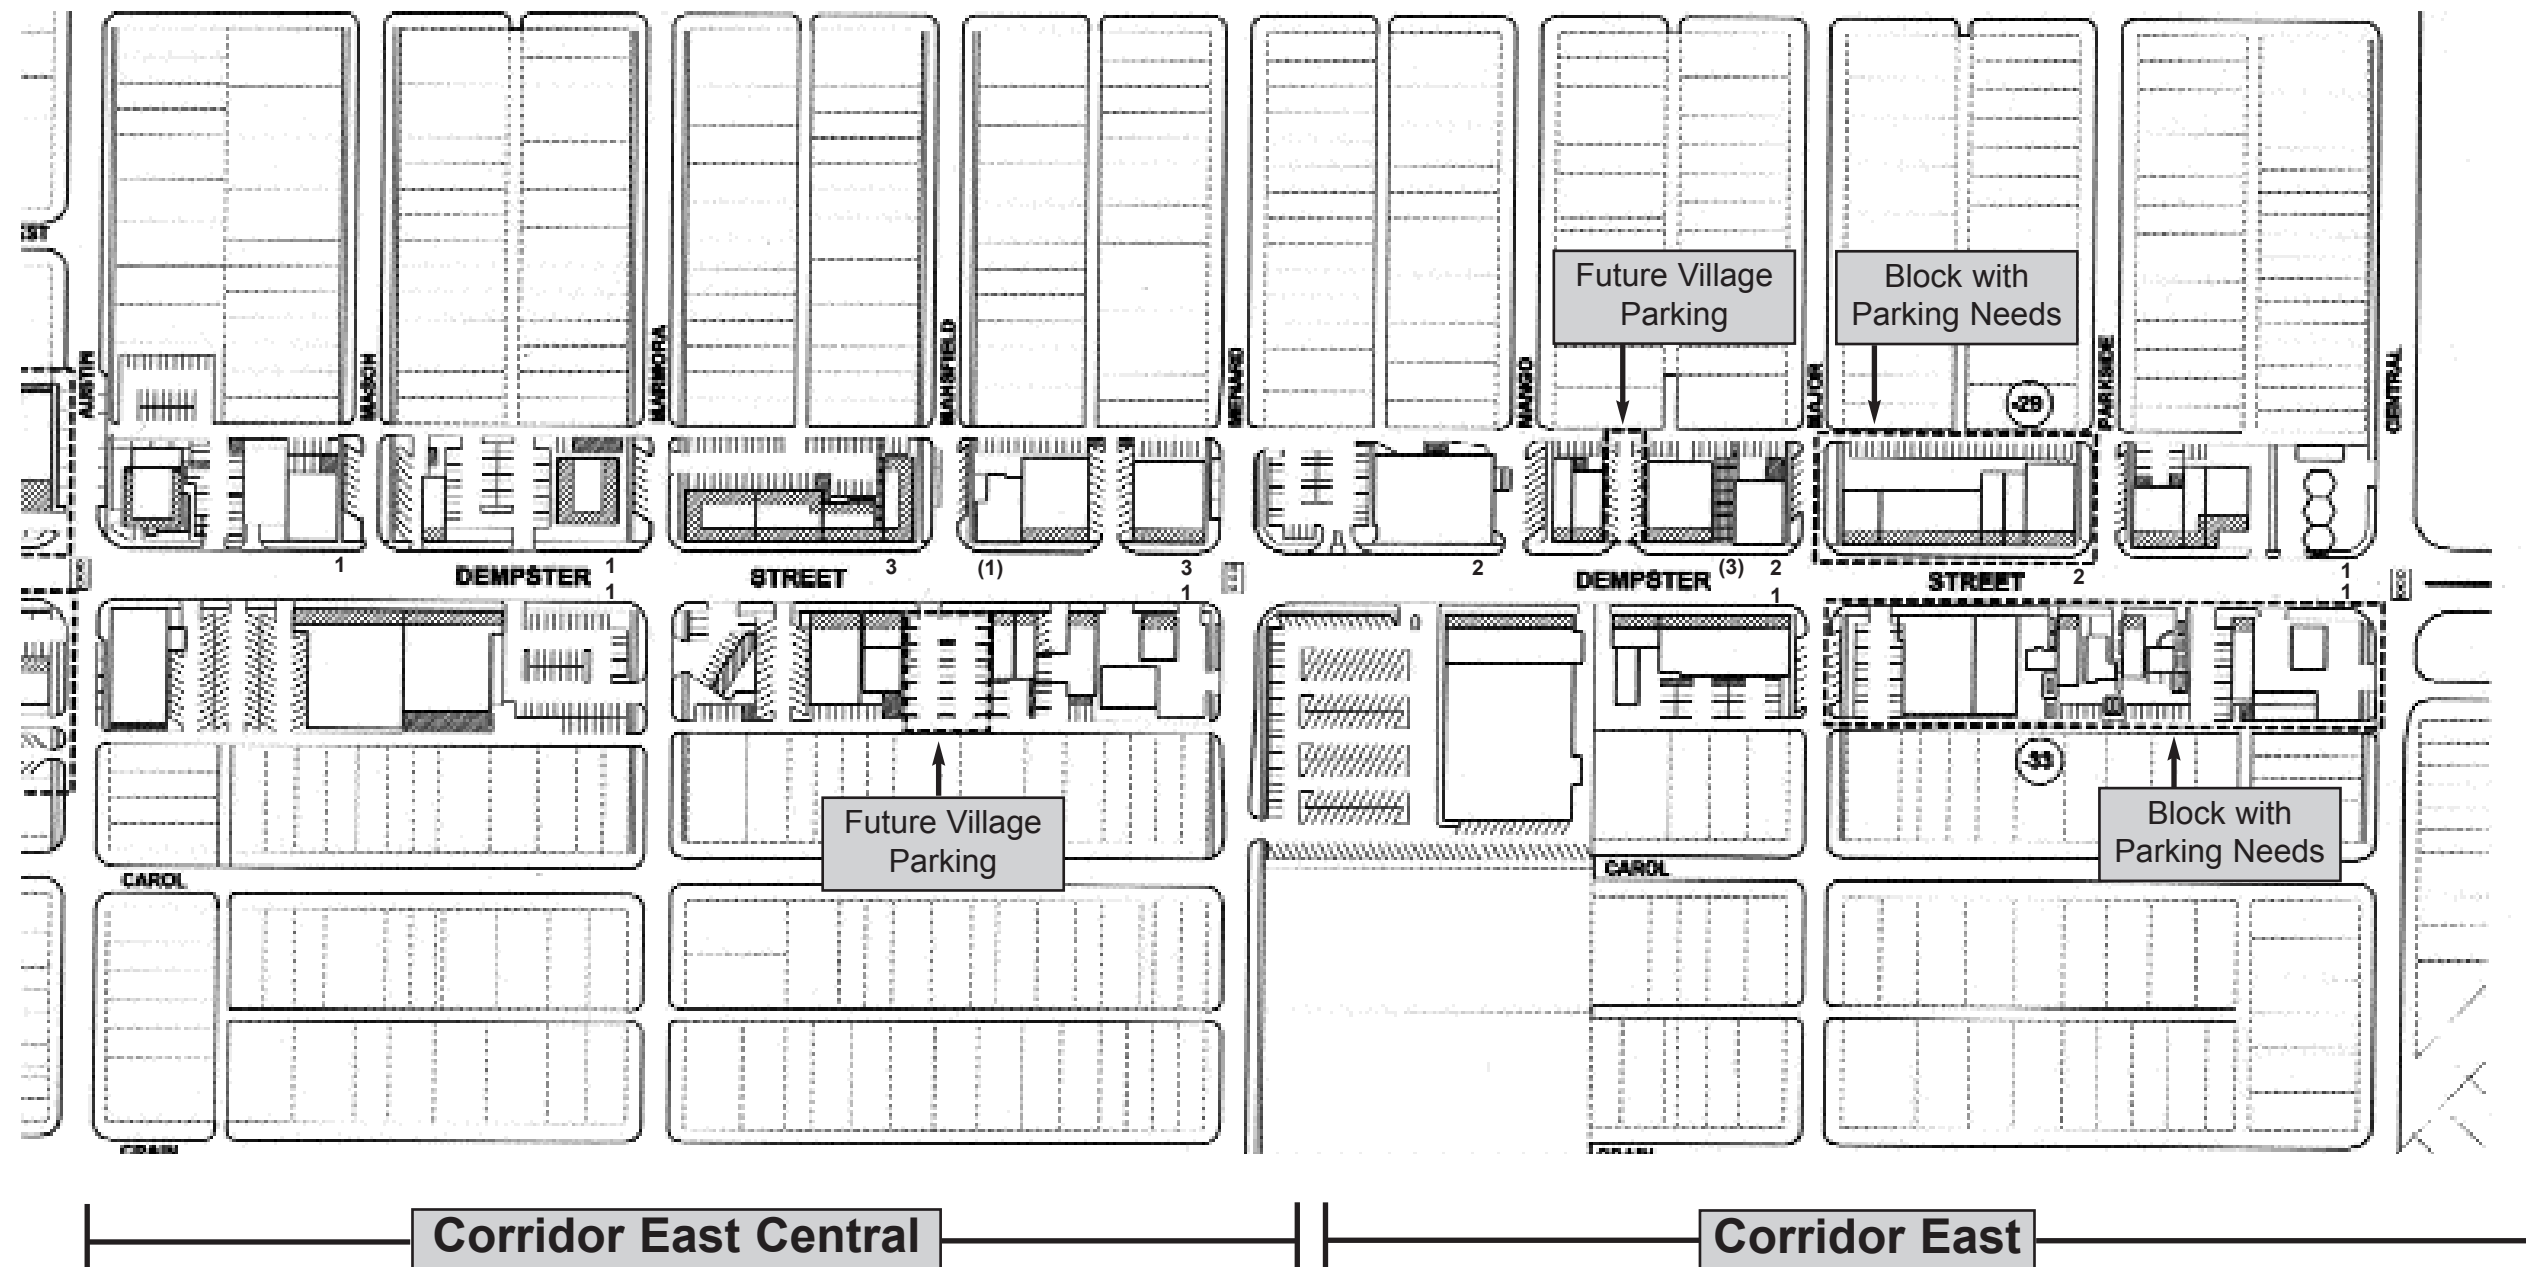 EST
Future Village
Parking
Block with
Parking Needs
AUSTIN
MASCH
MARMORA
MANSFIELD
MENARD
MANGO
MAJOR
PARKSIDE
CENTRAL
-29
1
DEMPSTER
1
1
STREET
3
(1)
3
1
2
DEMPSTER
(3)
2
1
STREET
2
1
1
-33
Future Village
Parking
Block with
Parking Needs
CAROL
CAROL
Corridor East Central
Corridor East